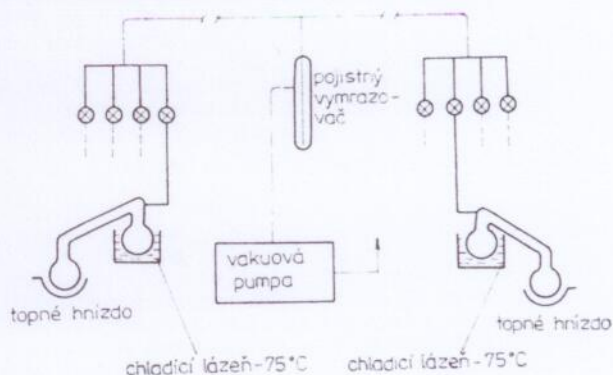 pojistný
vymrazo-
vač
vakuová
pumpa
topné hnízdo
topné hnízdo
chladicí lázeň-75°C
chladicí lázeň-75°C